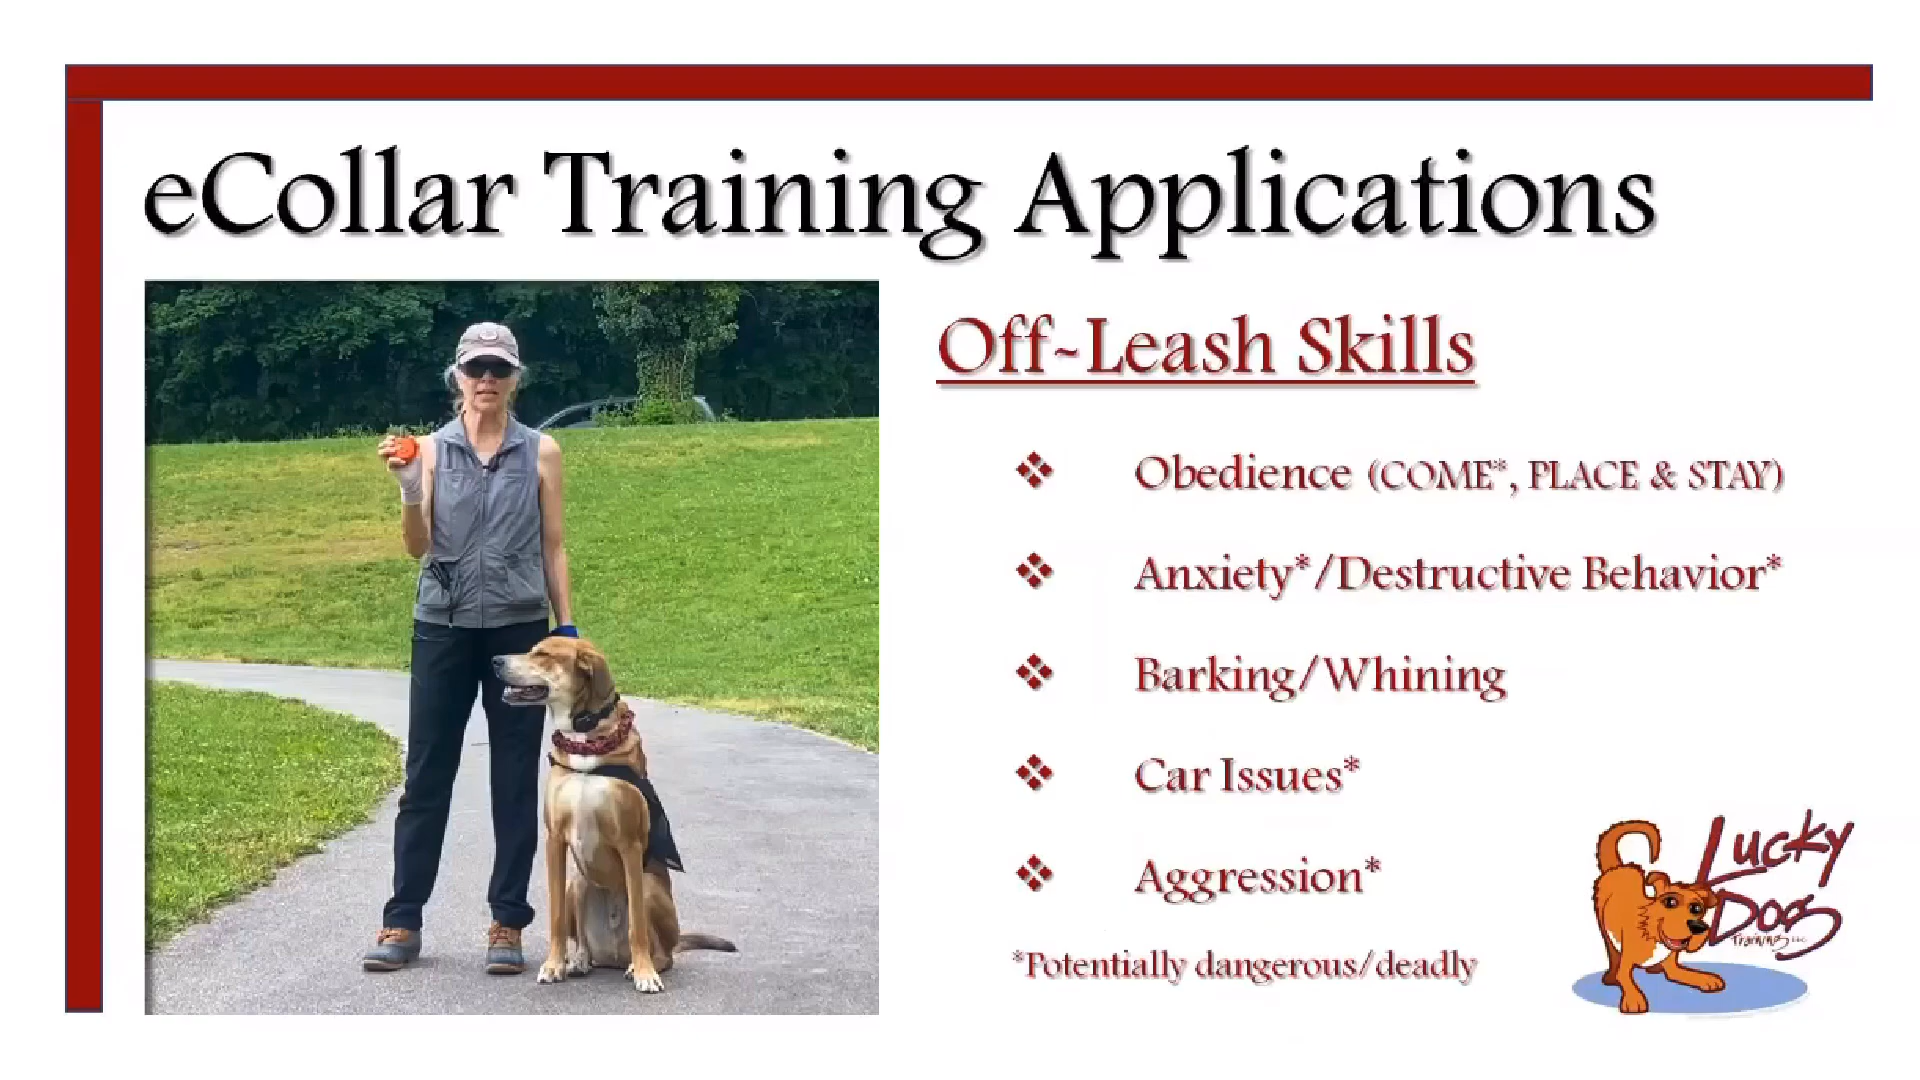 eCollar Training Applications
Off-Leash Skills
❖ Obedience (COME*, PLACE & STAY)
❖ Anxiety*/Destructive Behavior*
❖ Barking/Whining
❖ Car Issues*
❖ Aggression*
*Potentially dangerous/deadly
Lucky
Dog
Training LLC